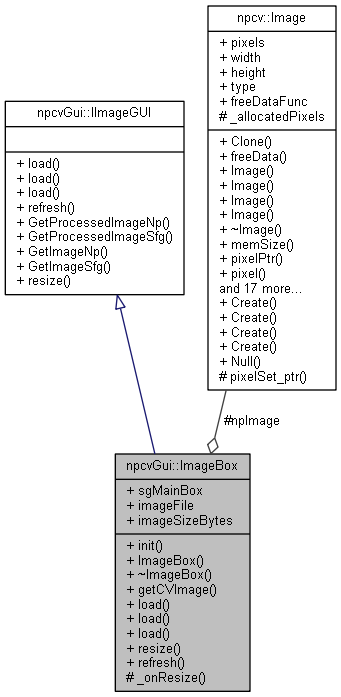 npcv::Image
+ pixels
+ width
+ height
+ type
+ freeDataFunc
# _allocatedPixels
+ Clone()
+ freeData()
+ Image()
+ Image()
+ Image()
+ Image()
+ ~Image()
+ memSize()
+ pixelPtr()
+ pixel()
and 17 more...
+ Create()
+ Create()
+ Create()
+ Create()
+ Null()
# pixelSet_ptr()
npcvGui::IImageGUI
+ load()
+ load()
+ load()
+ refresh()
+ GetProcessedImageNp()
+ GetProcessedImageSfg()
+ GetImageNp()
+ GetImageSfg()
+ resize()
#npImage
npcvGui::ImageBox
+ sgMainBox
+ imageFile
+ imageSizeBytes
+ init()
+ ImageBox()
+ ~ImageBox()
+ getCVImage()
+ load()
+ load()
+ load()
+ resize()
+ refresh()
# _onResize()